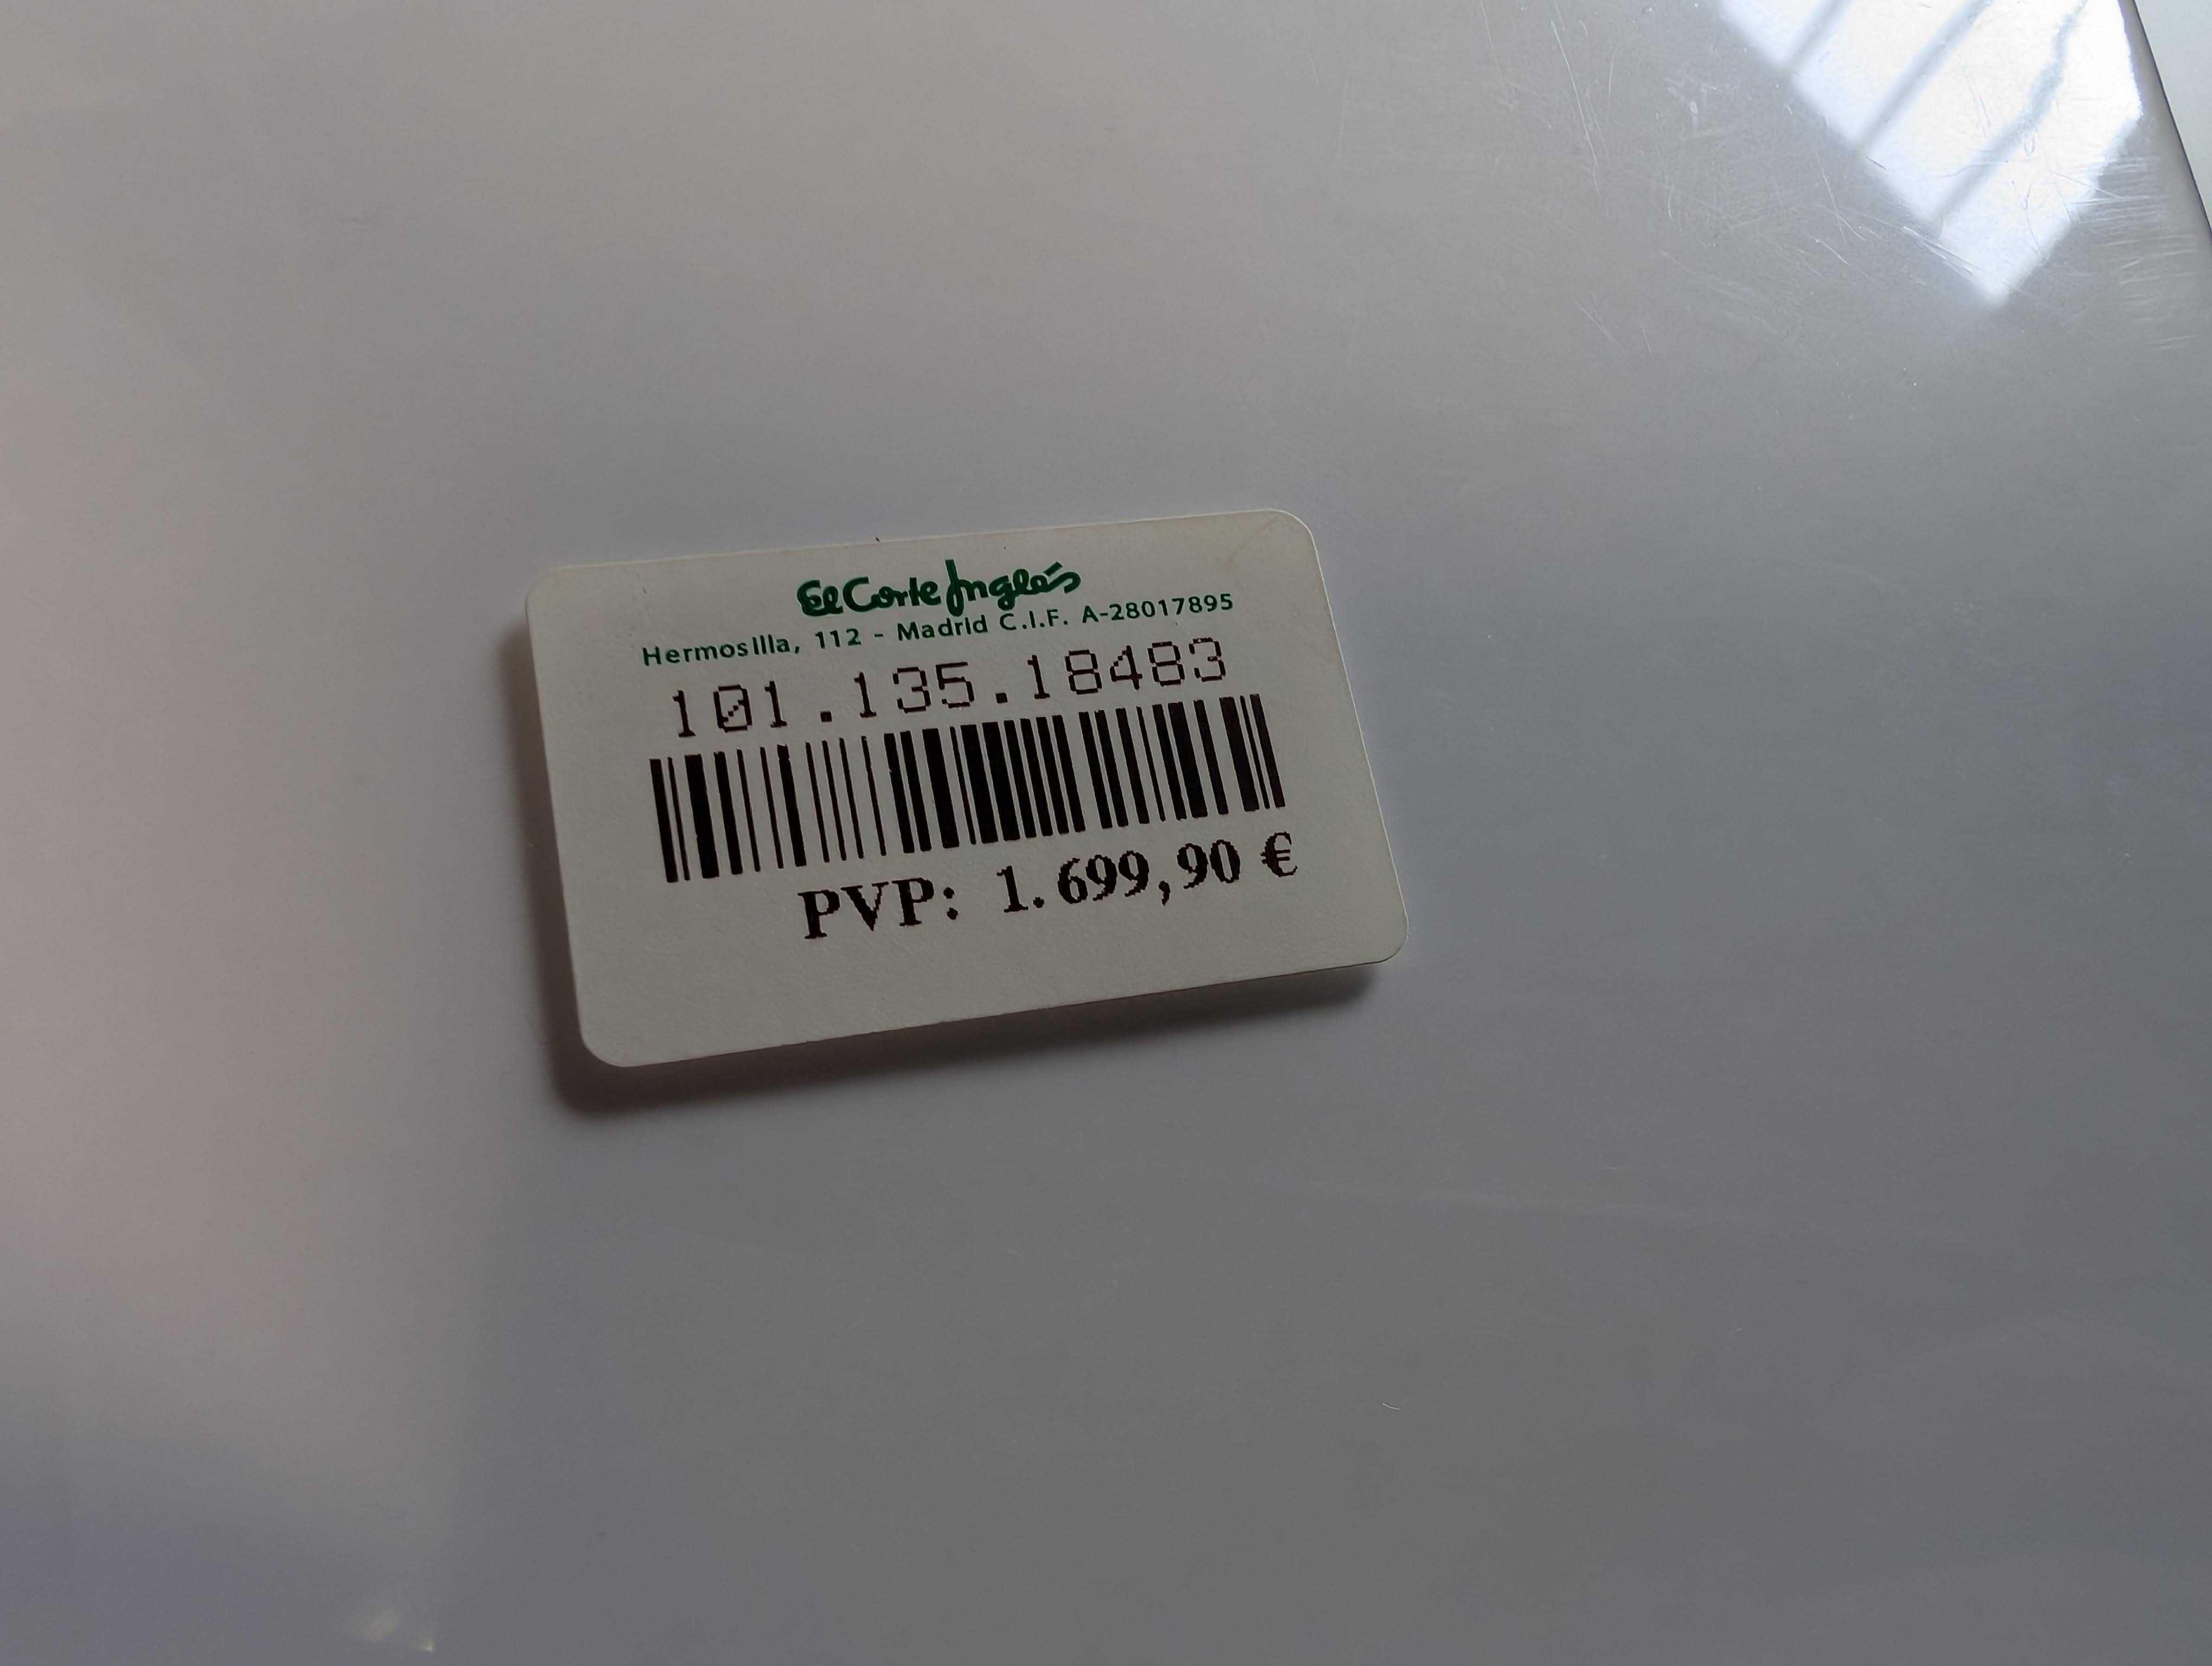 El Corte Inglés
Hermosilla, 112 - Madrid C.I.F. A-28017895
101.135.18483
PVP: 1.699,90 €